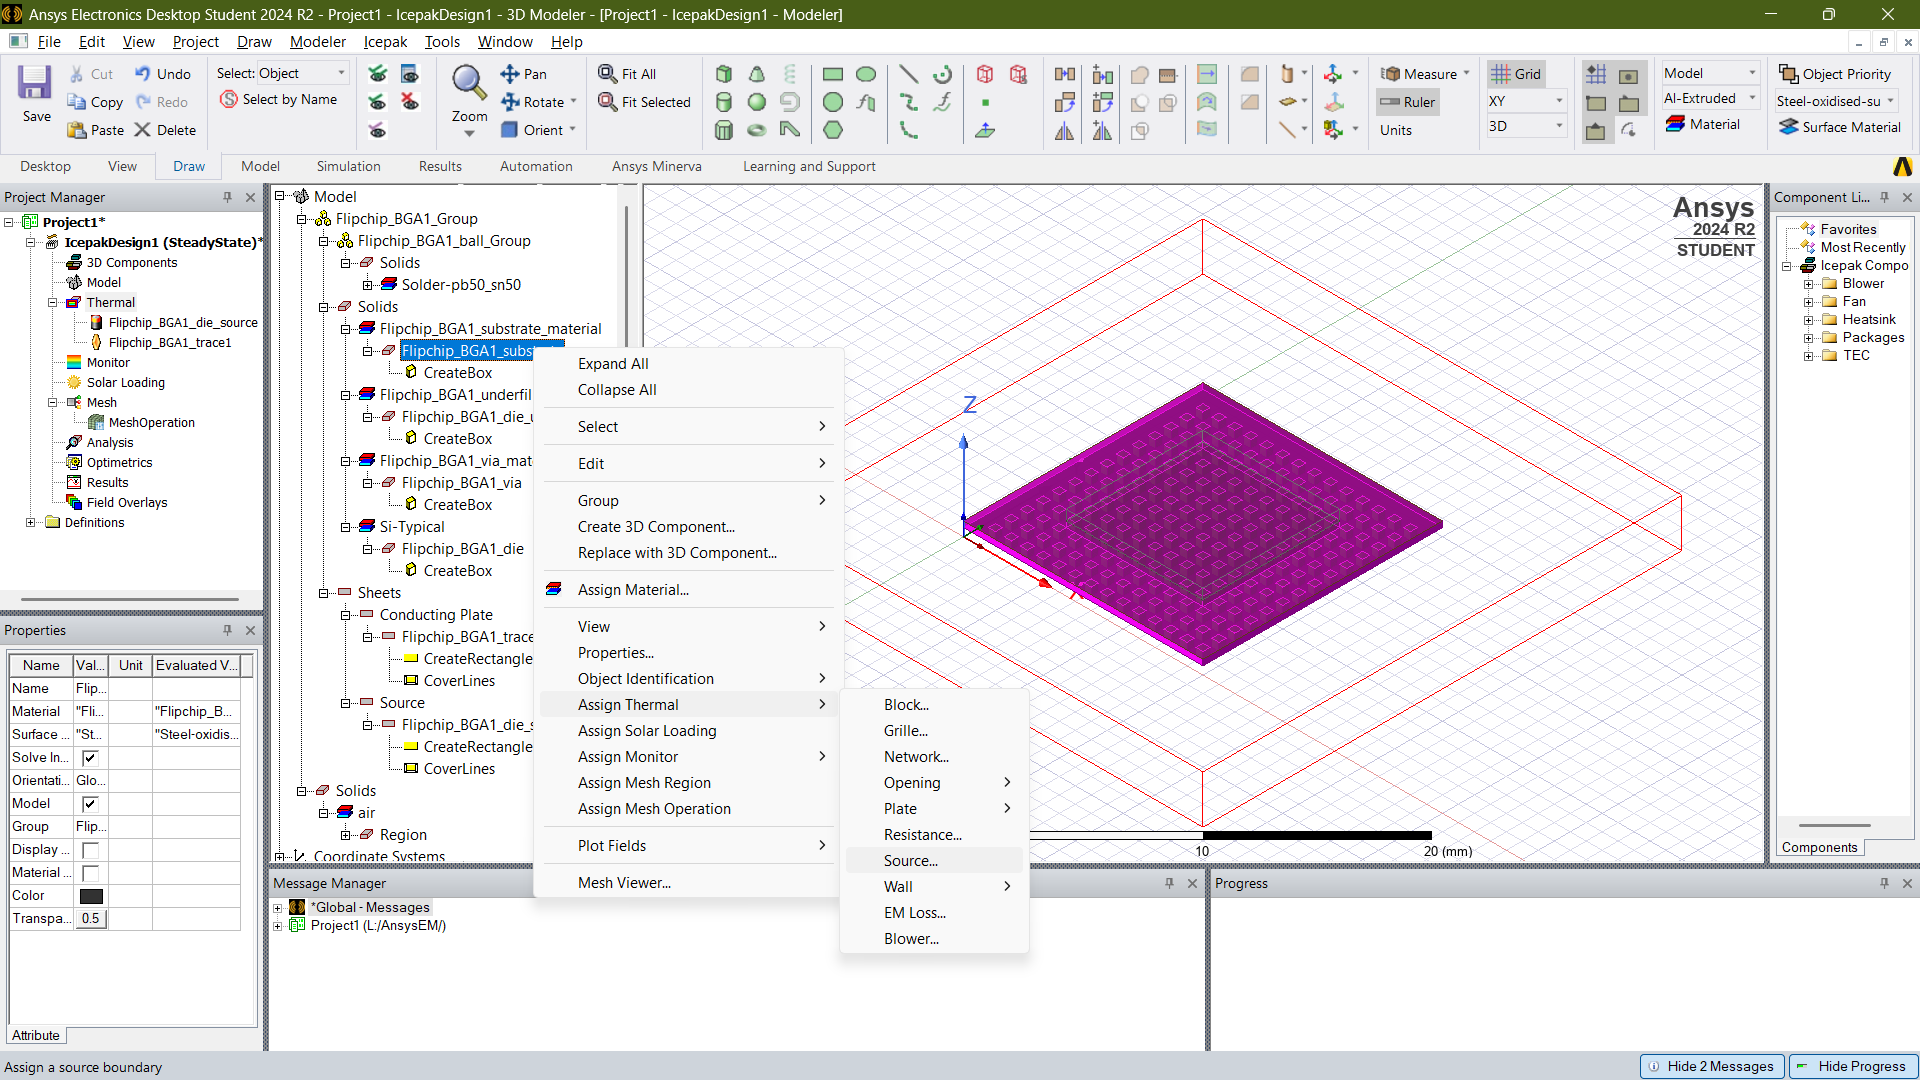 Ansys Electronics Desktop Student 2024 R2 - Project1 - IcepakDesign1 - 3D Modeler - [Project1 - IcepakDesign1 - Modeler]
File Edit View Project Draw Modeler Icepak Tools Window Help
Save
Cut
Copy
Paste
Undo
Redo
Delete
Select: Object
Select by Name
Zoom
Pan
Rotate
Orient
Fit All
Fit Selected
Measure
Ruler
Units
Grid
XY
3D
Model
Al-Extruded
Material
Object Priority
Steel-oxidised-su
Surface Material
Desktop View Draw Model Simulation Results Automation Ansys Minerva Learning and Support
Project Manager
Project1*
IcepakDesign1 (SteadyState)*
3D Components
Model
Thermal
Flipchip_BGA1_die_source
Flipchip_BGA1_trace1
Monitor
Solar Loading
Mesh
MeshOperation
Analysis
Optimetrics
Results
Field Overlays
Definitions
Properties
Name Val... Unit Evaluated V...
Name Flip...
Material "Fli... "Flipchip_B...
Surface ... "St... "Steel-oxidis...
Solve In...
Orientati... Glo...
Model
Group Flip...
Display ...
Material ...
Color
Transpa... 0.5
Attribute
Model
Flipchip_BGA1_Group
Flipchip_BGA1_ball_Group
Solids
Solder-pb50_sn50
Solids
Flipchip_BGA1_substrate_material
Flipchip_BGA1_subst
CreateBox
Flipchip_BGA1_underfil
Flipchip_BGA1_die_u
CreateBox
Flipchip_BGA1_via_mat
Flipchip_BGA1_via
CreateBox
Si-Typical
Flipchip_BGA1_die
CreateBox
Sheets
Conducting Plate
Flipchip_BGA1_trace
CreateRectangle
CoverLines
Source
Flipchip_BGA1_die_s
CreateRectangle
CoverLines
Solids
air
Region
Coordinate Systems
Expand All
Collapse All
Select
Edit
Group
Create 3D Component...
Replace with 3D Component...
Assign Material...
View
Properties...
Object Identification
Assign Thermal
Assign Solar Loading
Assign Monitor
Assign Mesh Region
Assign Mesh Operation
Plot Fields
Mesh Viewer...
Block...
Grille...
Network...
Opening
Plate
Resistance...
Source...
Wall
EM Loss...
Blower...
Z
X
Ansys
2024 R2
STUDENT
10 20 (mm)
Component Li...
Favorites
Most Recently
Icepak Compo
Blower
Fan
Heatsink
Packages
TEC
Components
Message Manager
*Global - Messages
Project1 (L:/AnsysEM/)
Progress
Assign a source boundary
Hide 2 Messages
Hide Progress